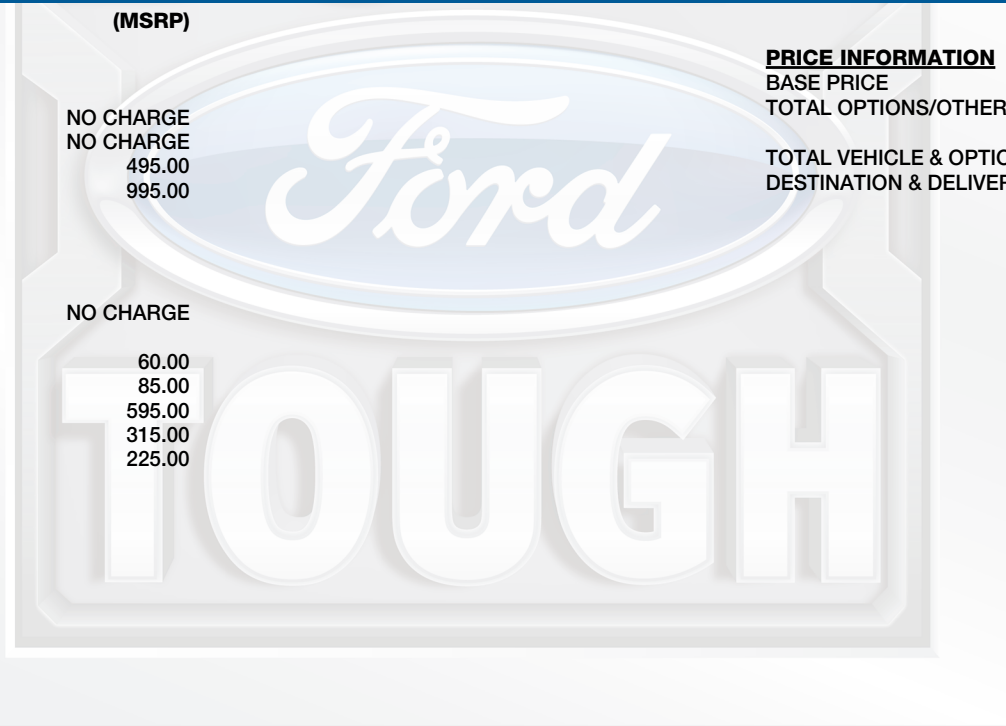 (MSRP)
NO CHARGE
NO CHARGE
495.00
995.00
NO CHARGE
60.00
85.00
595.00
315.00
225.00
Ford
TOUGH
PRICE INFORMATION
BASE PRICE
TOTAL OPTIONS/OTHER
TOTAL VEHICLE & OPTIO
DESTINATION & DELIVER